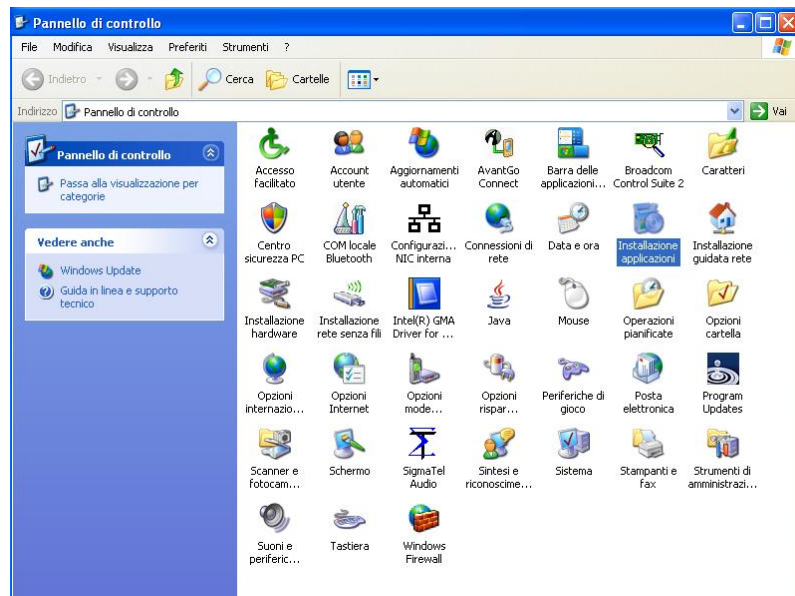 Pannello di controllo
File Modifica Visualizza Preferiti Strumenti ?
Indietro Cerca Cartelle
Indirizzo Pannello di controllo Vai
Pannello di controllo
Passa alla visualizzazione per
categorie
Vedere anche
Windows Update
Guida in linea e supporto
tecnico
Accesso
facilitato
Account
utente
Aggiornamenti
automatici
AvantGo
Connect
Barra delle
applicazioni...
Broadcom
Control Suite 2
Caratteri
Centro
sicurezza PC
COM locale
Bluetooth
Configurazi...
NIC interna
Connessioni di
rete
Data e ora
Installazione
applicazioni
Installazione
guidata rete
Installazione
hardware
Installazione
rete senza fili
Intel(R) GMA
Driver for ...
Java
Mouse
Operazioni
pianificate
Opzioni
cartella
Opzioni
internazio...
Opzioni
Internet
Opzioni
mode...
Opzioni
rispar...
Periferiche di
gioco
Posta
elettronica
Program
Updates
Scanner e
fotocam...
Schermo
SigmaTel
Audio
Sintesi e
riconoscime...
Sistema
Stampanti e
fax
Strumenti di
amministrazi...
Suoni e
periferic...
Tastiera
Windows
Firewall